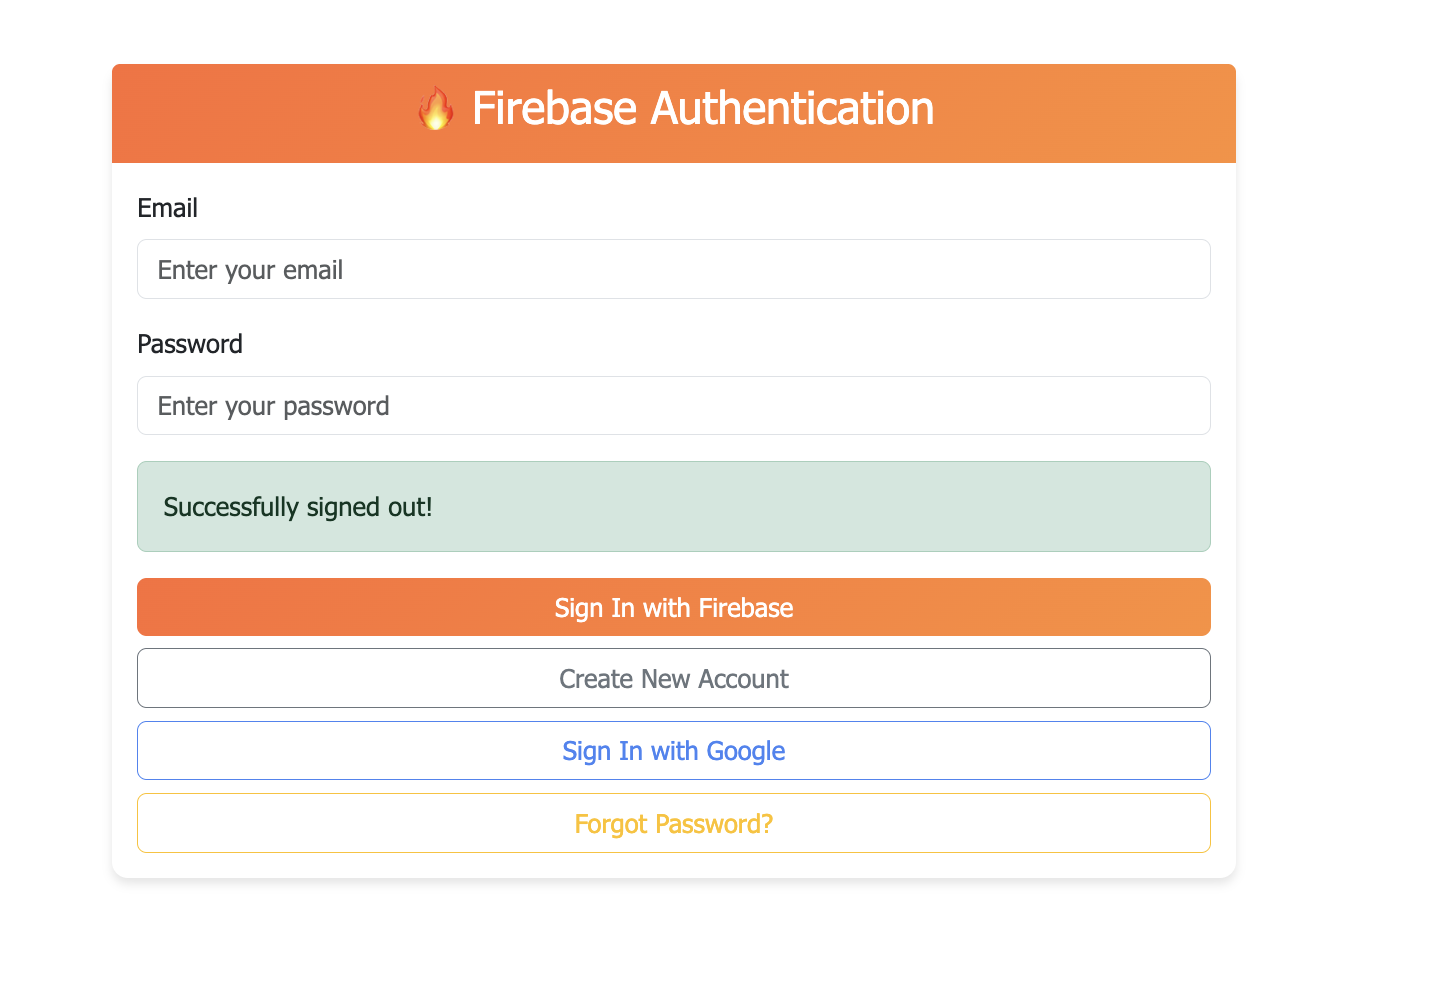 🔥 Firebase Authentication
Email
Enter your email
Password
Enter your password
Successfully signed out!
Sign In with Firebase
Create New Account
Sign In with Google
Forgot Password?